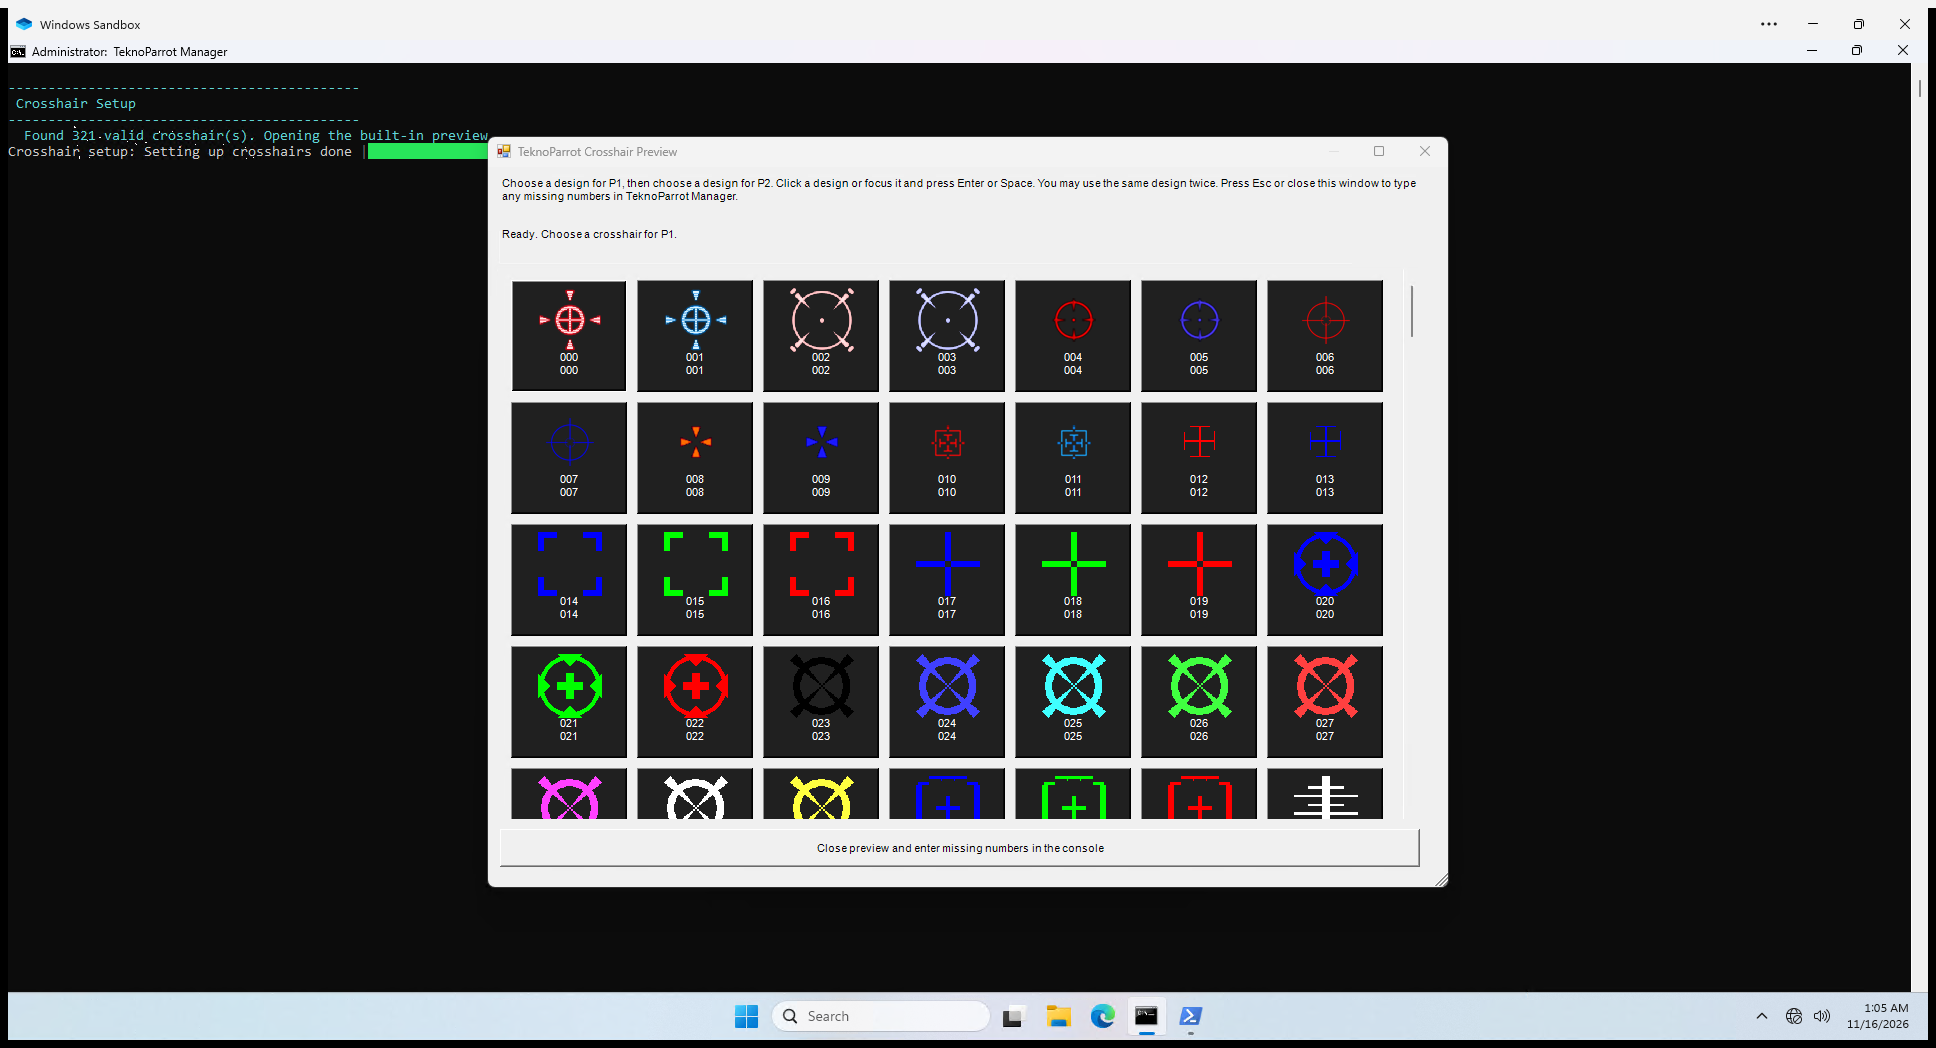 Windows Sandbox
Administrator: TeknoParrot Manager
-------------------------------------------
Crosshair Setup
-------------------------------------------
Found 321 valid crosshair(s). Opening the built-in preview
Crosshair setup: Setting up crosshairs done |
TeknoParrot Crosshair Preview
Choose a design for P1, then choose a design for P2. Click a design or focus it and press Enter or Space. You may use the same design twice. Press Esc or close this window to type
any missing numbers in TeknoParrot Manager.
Ready. Choose a crosshair for P1.
000 001 002 003 004 005 006
000 001 002 003 004 005 006
007 008 009 010 011 012 013
007 008 009 010 011 012 013
014 015 016 017 018 019 020
014 015 016 017 018 019 020
021 022 023 024 025 026 027
021 022 023 024 025 026 027
Close preview and enter missing numbers in the console
Search
1:05 AM
11/16/2026